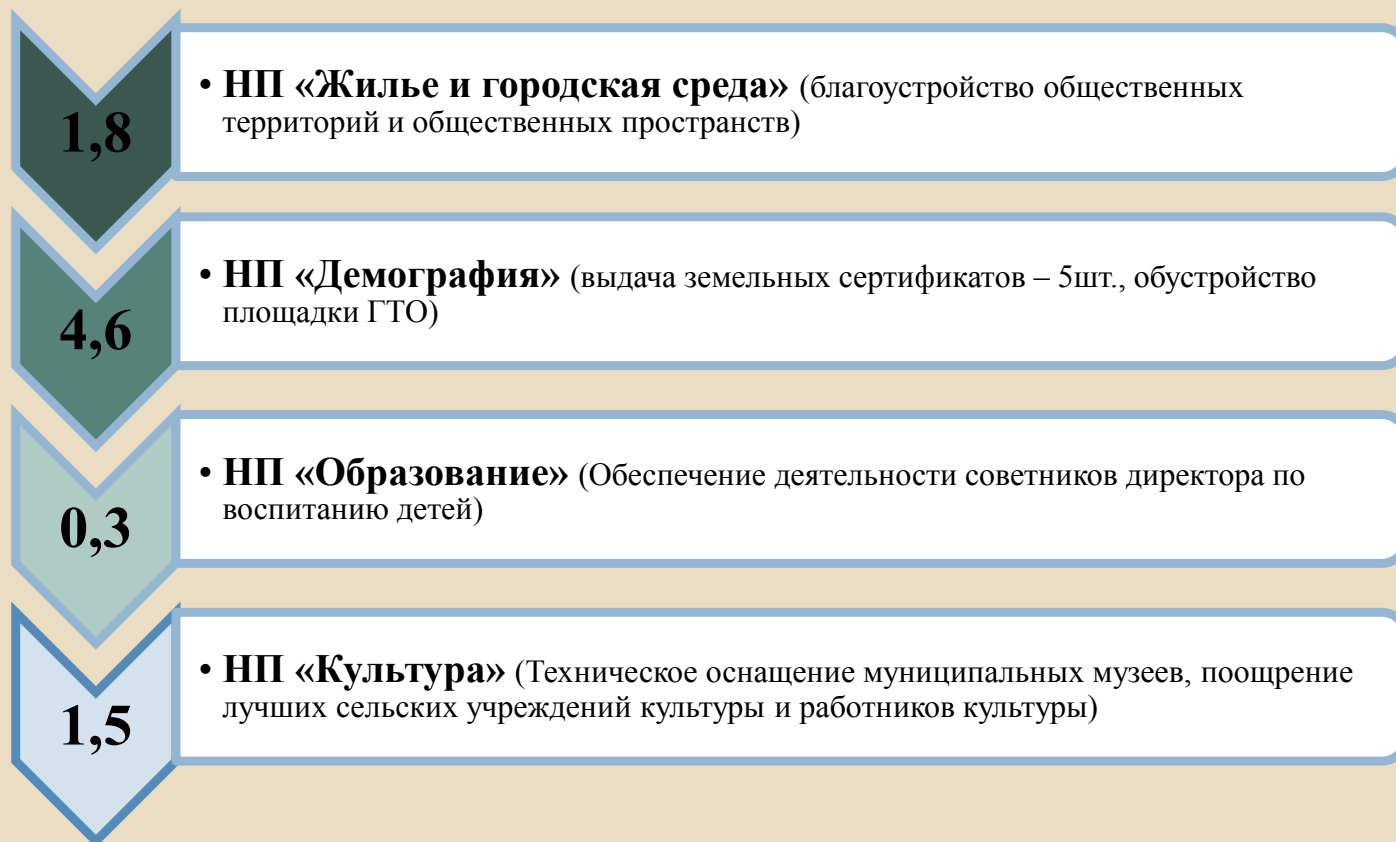 1,8
• НП «Жилье и городская среда» (благоустройство общественных
территорий и общественных пространств)
4,6
• НП «Демография» (выдача земельных сертификатов – 5шт., обустройство
площадки ГТО)
0,3
• НП «Образование» (Обеспечение деятельности советников директора по
воспитанию детей)
1,5
• НП «Культура» (Техническое оснащение муниципальных музеев, поощрение
лучших сельских учреждений культуры и работников культуры)